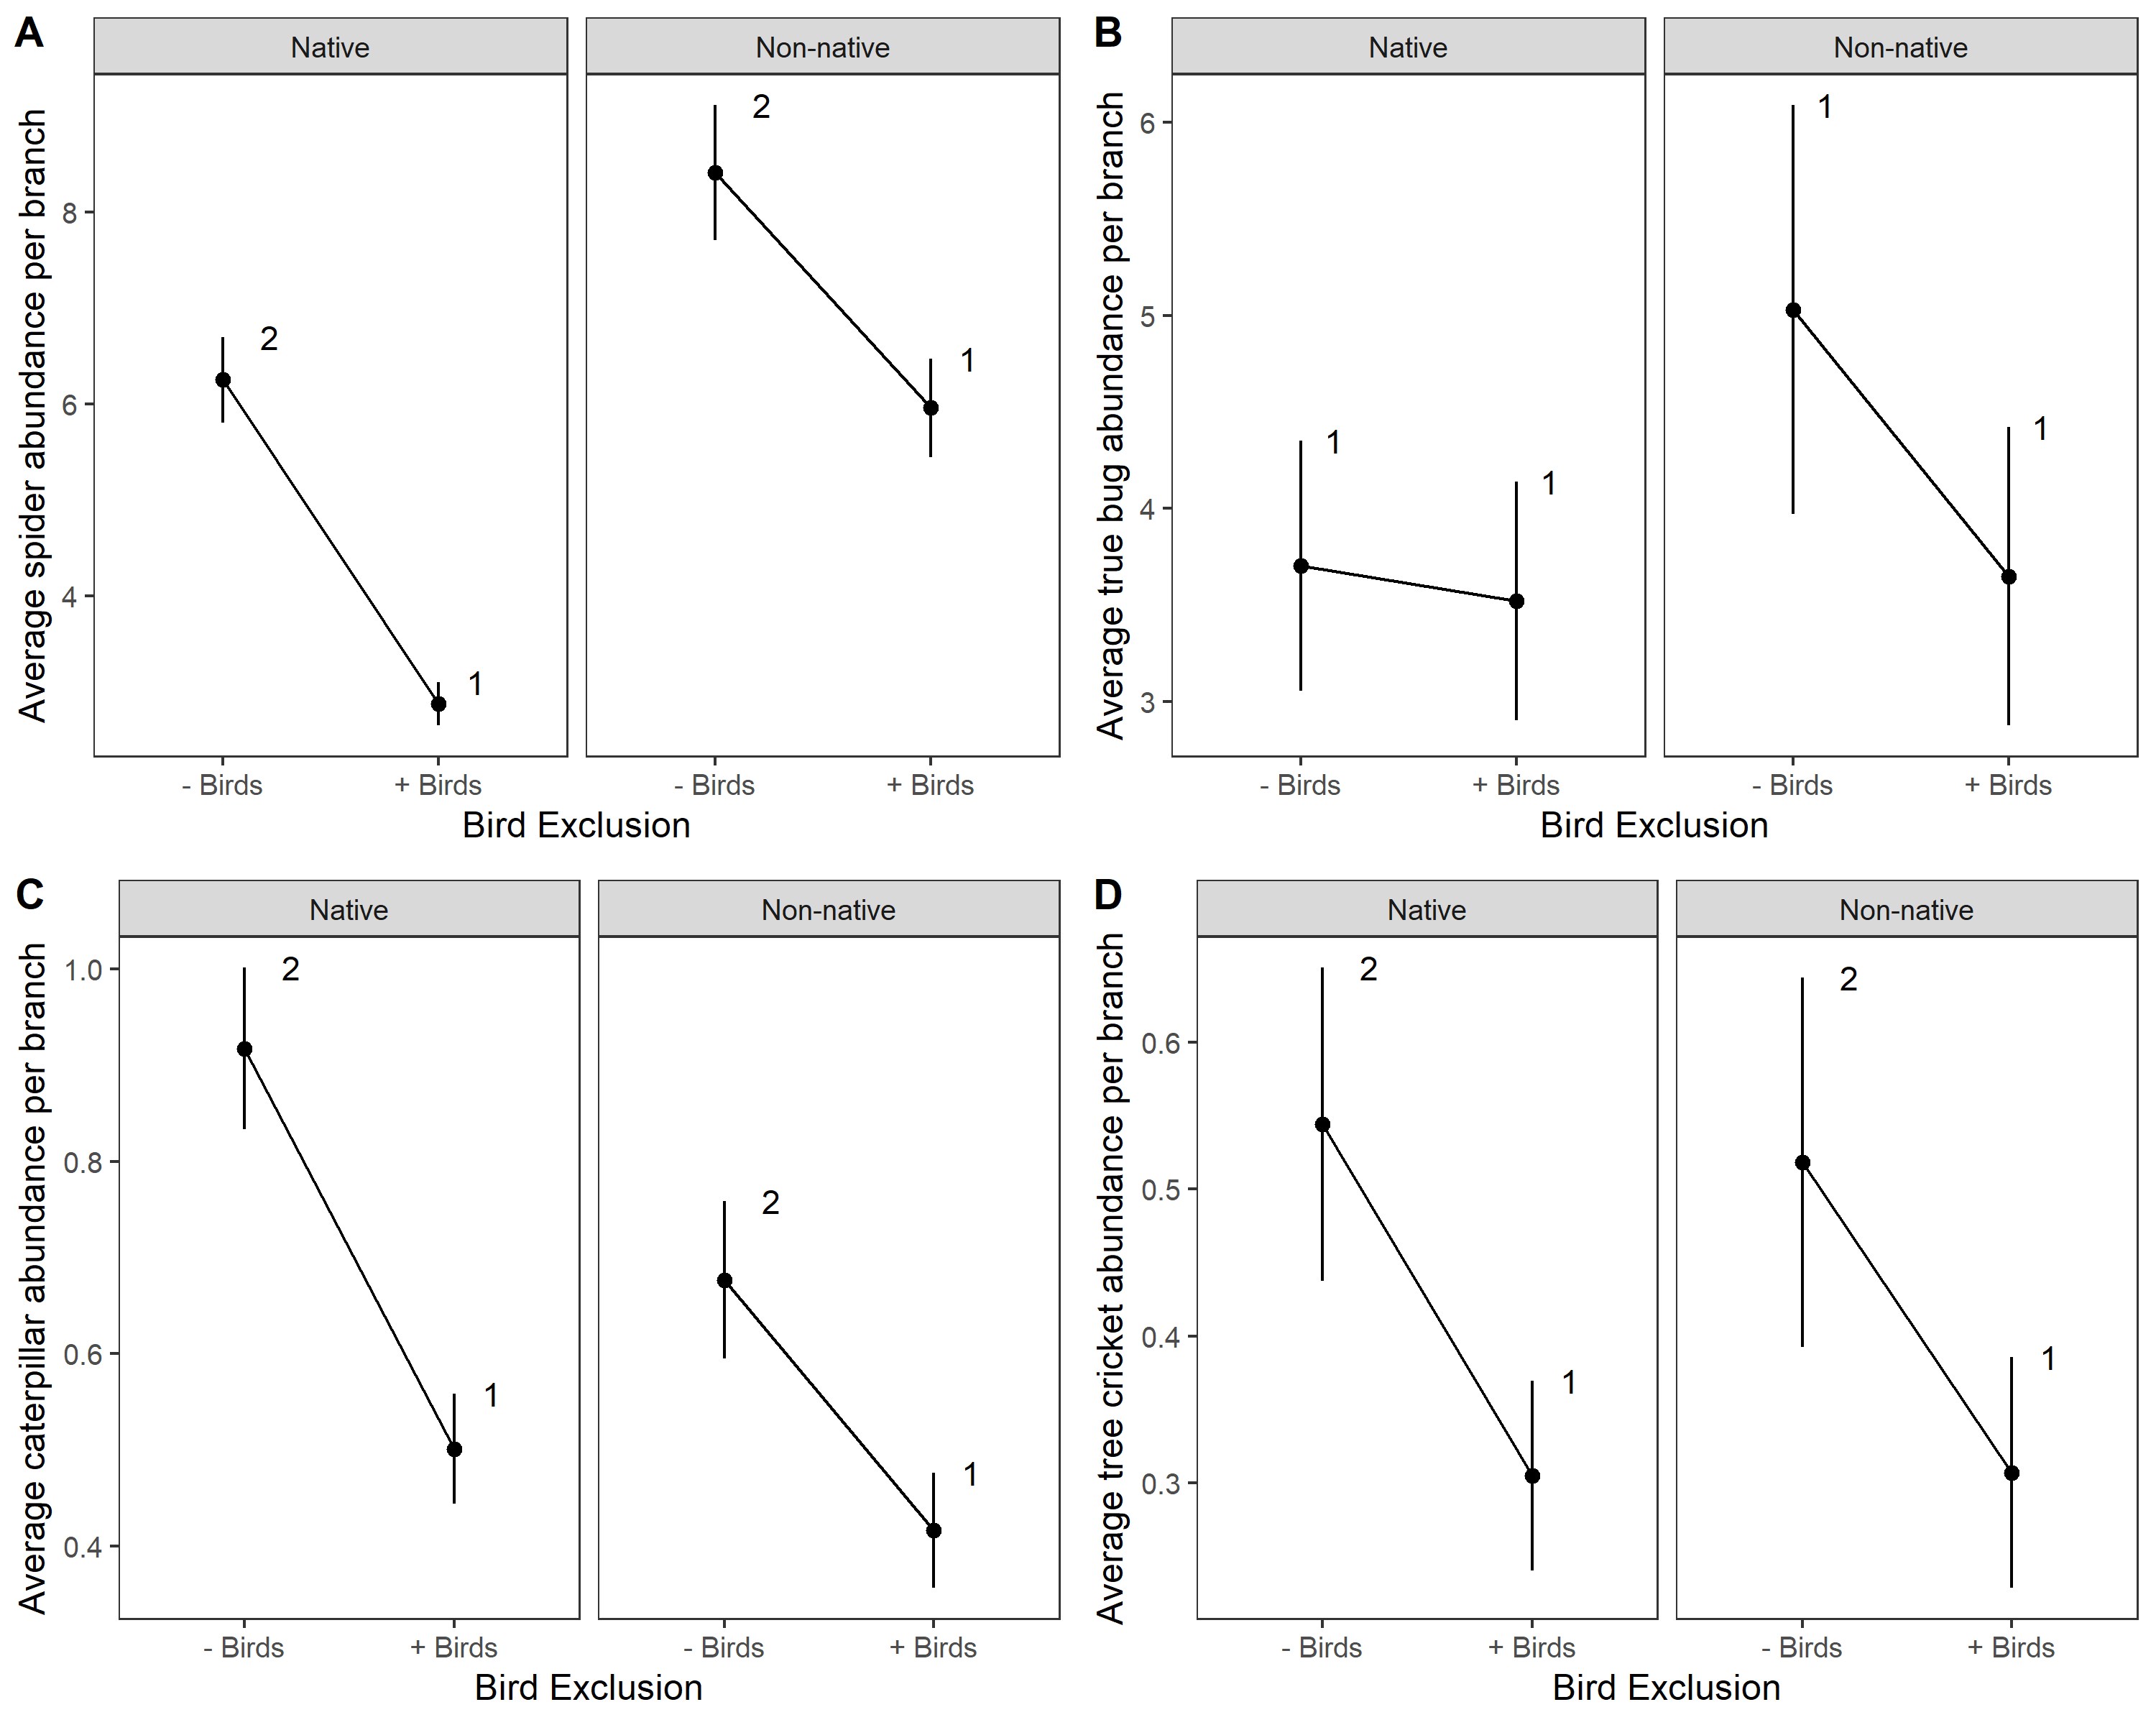 A
Native
Non-native
Average spider abundance per branch
8
6
4
2
1
2
1
- Birds
+ Birds
- Birds
+ Birds
Bird Exclusion
B
Native
Non-native
Average true bug abundance per branch
6
5
4
3
1
1
1
1
- Birds
+ Birds
- Birds
+ Birds
Bird Exclusion
C
Native
Non-native
Average caterpillar abundance per branch
1.0
0.8
0.6
0.4
2
1
2
1
- Birds
+ Birds
- Birds
+ Birds
Bird Exclusion
D
Native
Non-native
Average tree cricket abundance per branch
0.6
0.5
0.4
0.3
2
1
2
1
- Birds
+ Birds
- Birds
+ Birds
Bird Exclusion